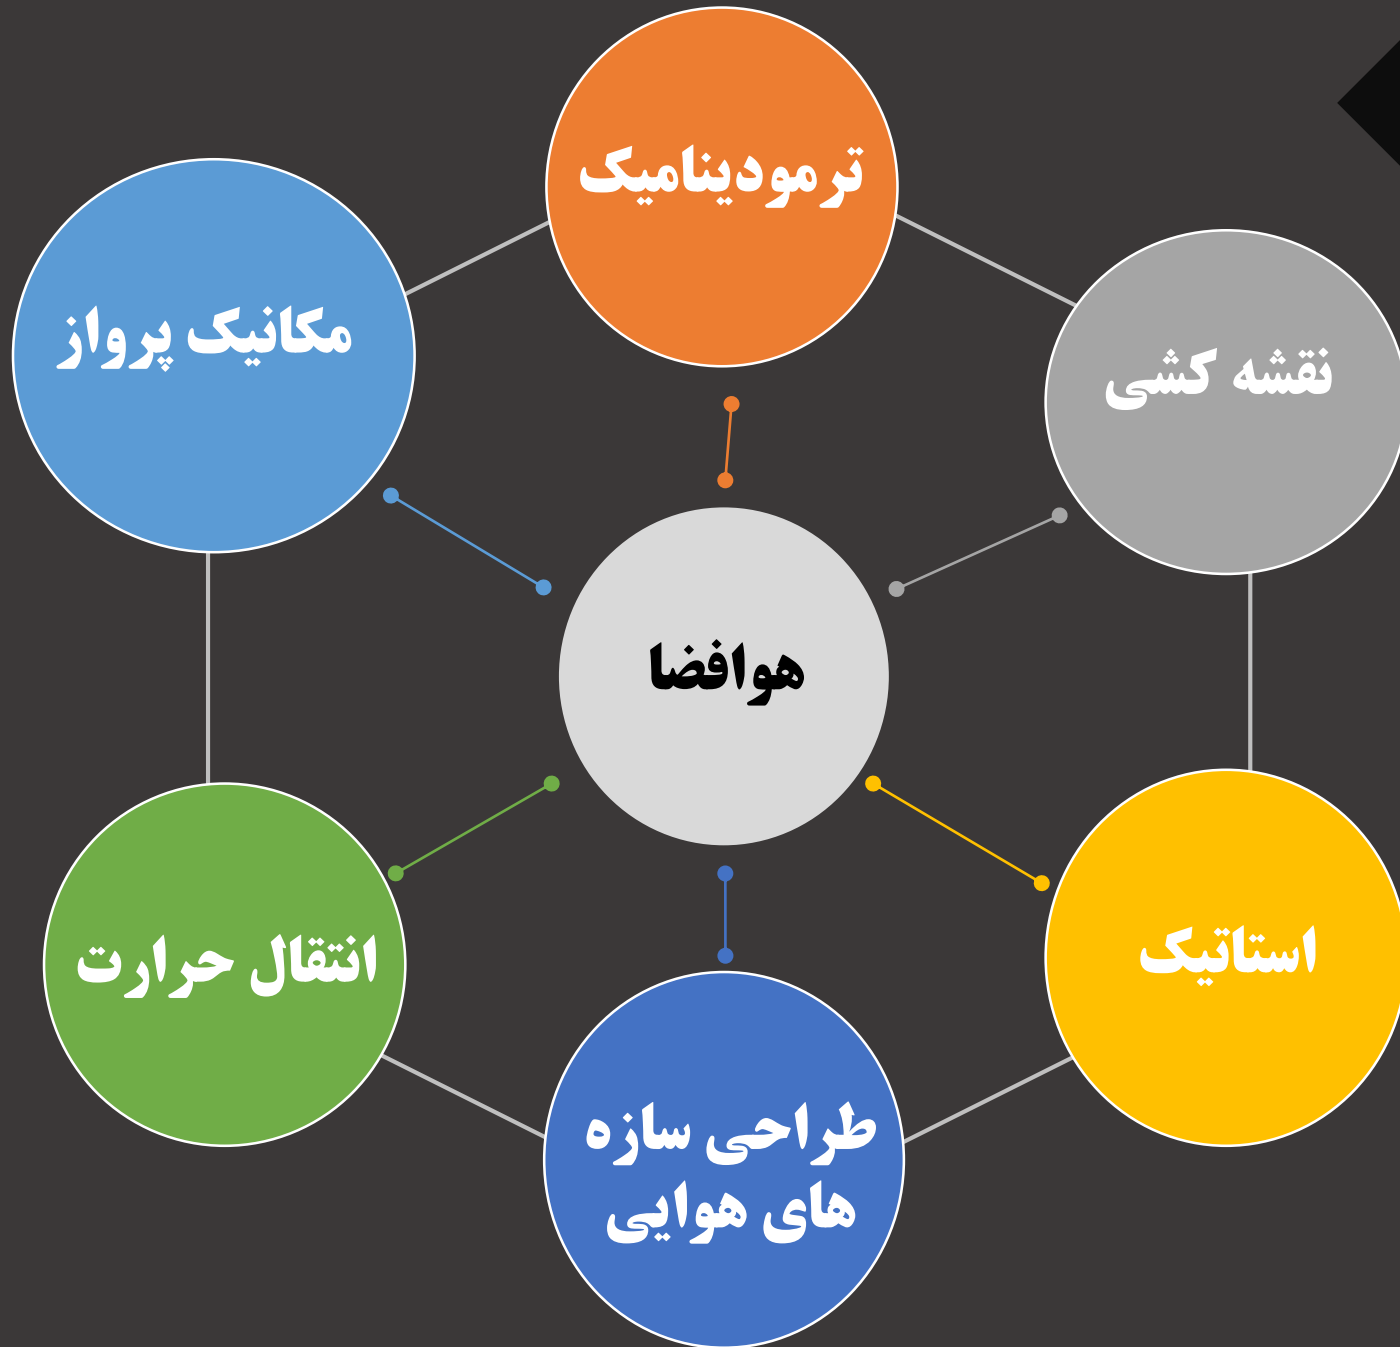 ترمودینامیک
مکانیک پرواز
نقشه کشی
هوافضا
انتقال حرارت
استاتیک
طراحی سازه
های هوایی